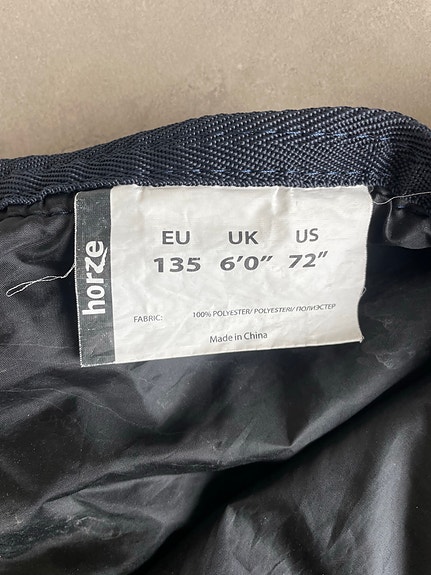 horze
EU UK US
135 6'0" 72"
FABRIC: 100% POLYESTER/ POLYESTERI/ ПОЛИЭСТЕР
Made in China